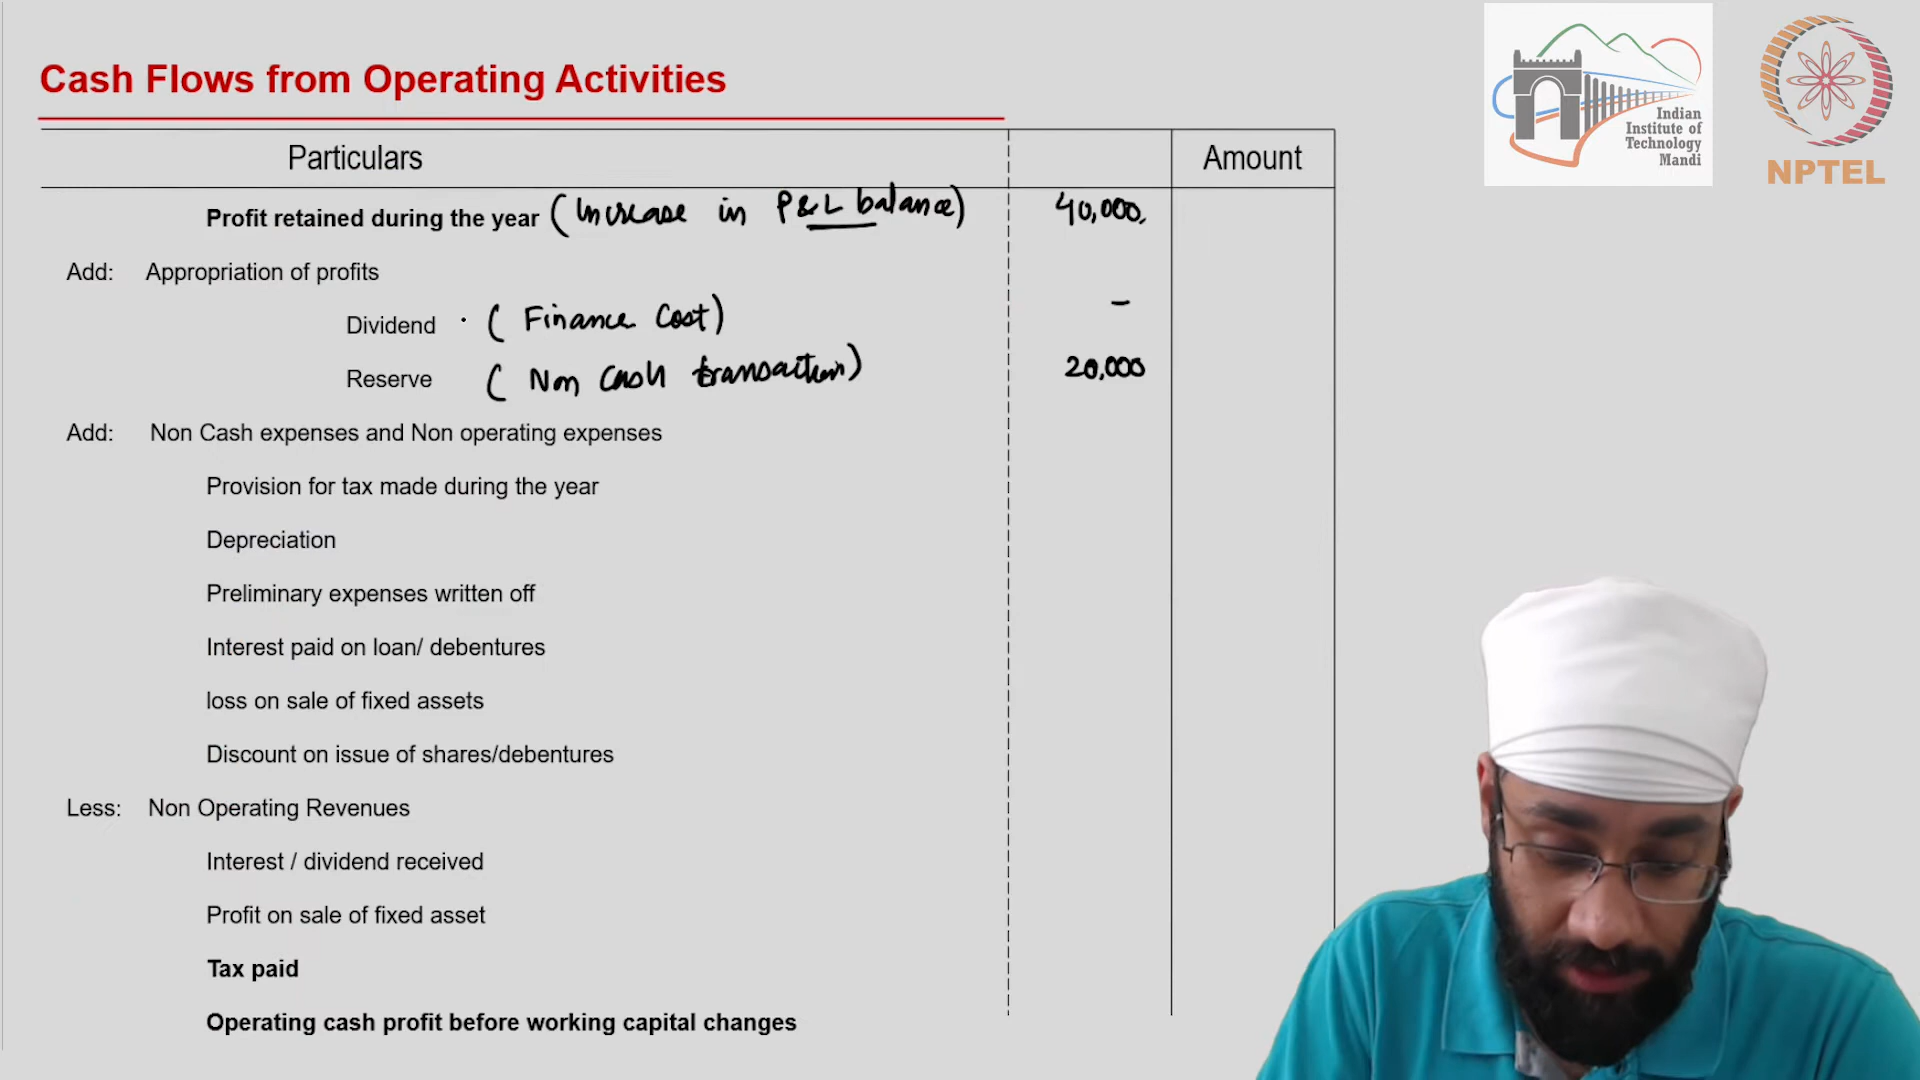 Cash Flows from Operating Activities
Indian
Institute of
Technology
Mandi
NPTEL
Particulars Amount
Profit retained during the year (Increase in P&L balance) 40,000.
Add: Appropriation of profits
Dividend (Finance Cost) -
Reserve (Non Cash transaction) 20,000
Add: Non Cash expenses and Non operating expenses
Provision for tax made during the year
Depreciation
Preliminary expenses written off
Interest paid on loan/ debentures
loss on sale of fixed assets
Discount on issue of shares/debentures
Less: Non Operating Revenues
Interest / dividend received
Profit on sale of fixed asset
Tax paid
Operating cash profit before working capital changes